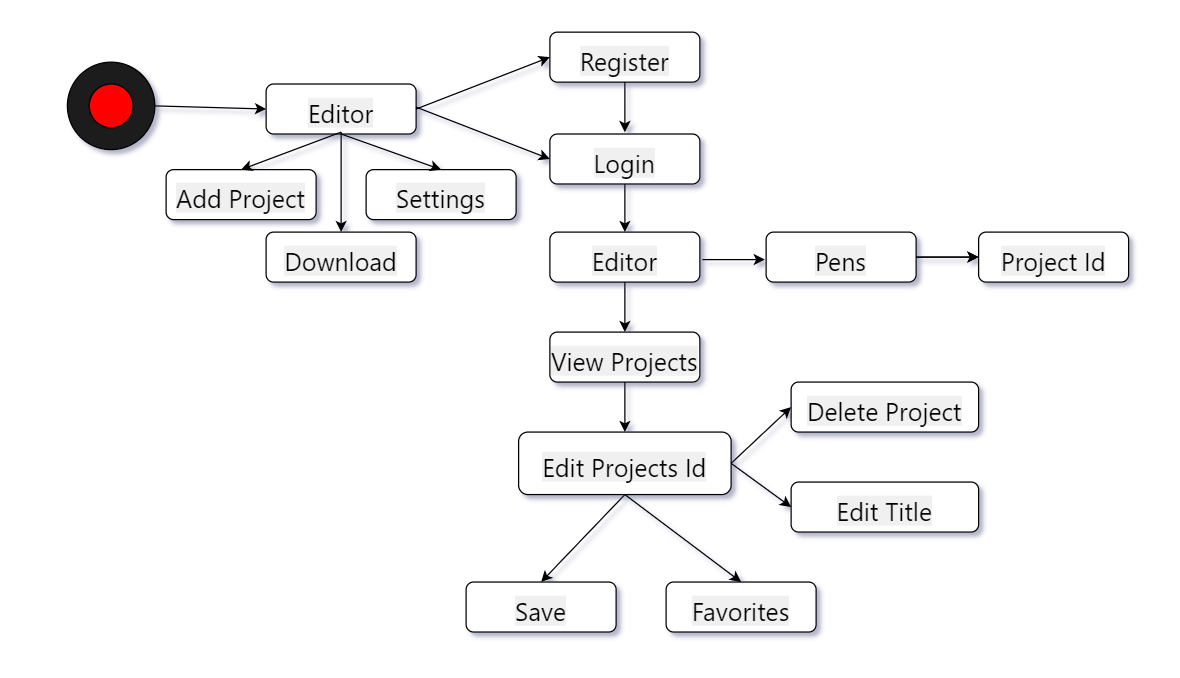 Register
Editor
Login
Add Project
Settings
Download
Editor
Pens
Project Id
View Projects
Delete Project
Edit Projects Id
Edit Title
Save
Favorites